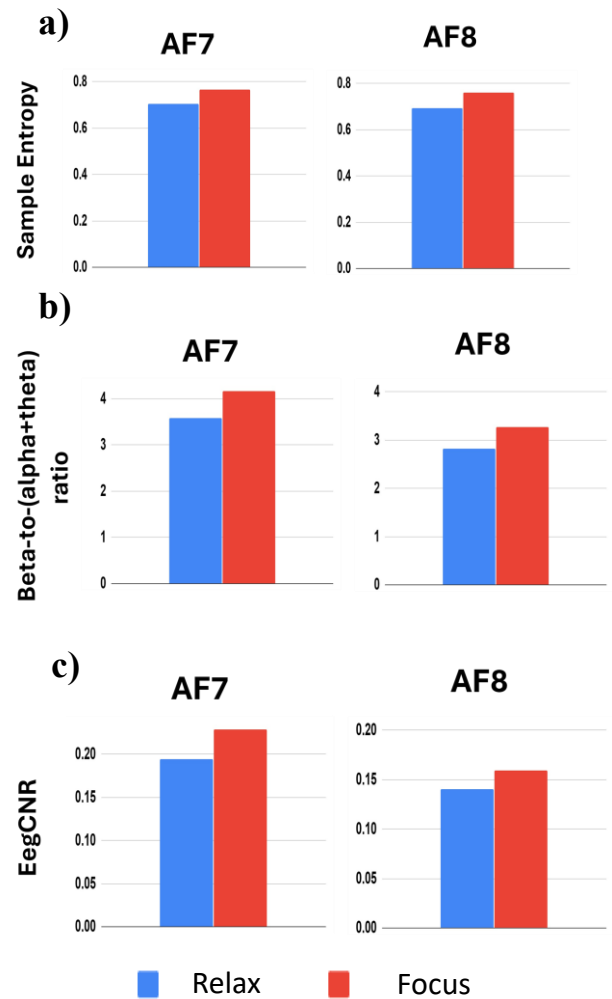 a)
AF7
AF8
Sample Entropy
0.8
0.6
0.4
0.2
0.0
0.8
0.6
0.4
0.2
0.0
b)
AF7
AF8
Beta-to-(alpha+theta)
ratio
4
3
2
1
0
4
3
2
1
0
c)
AF7
AF8
EegCNR
0.20
0.15
0.10
0.05
0.00
0.20
0.15
0.10
0.05
0.00
Relax
Focus